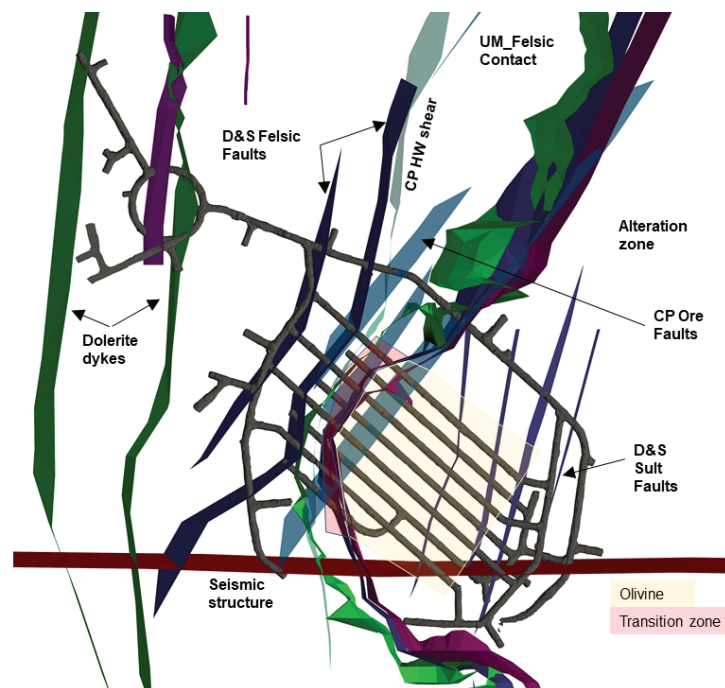 UM_Felsic
Contact
D&S Felsic
Faults
CP HW shear
Alteration
zone
CP Ore
Faults
Dolerite
dykes
D&S
Sult
Faults
Seismic
structure
Olivine
Transition zone